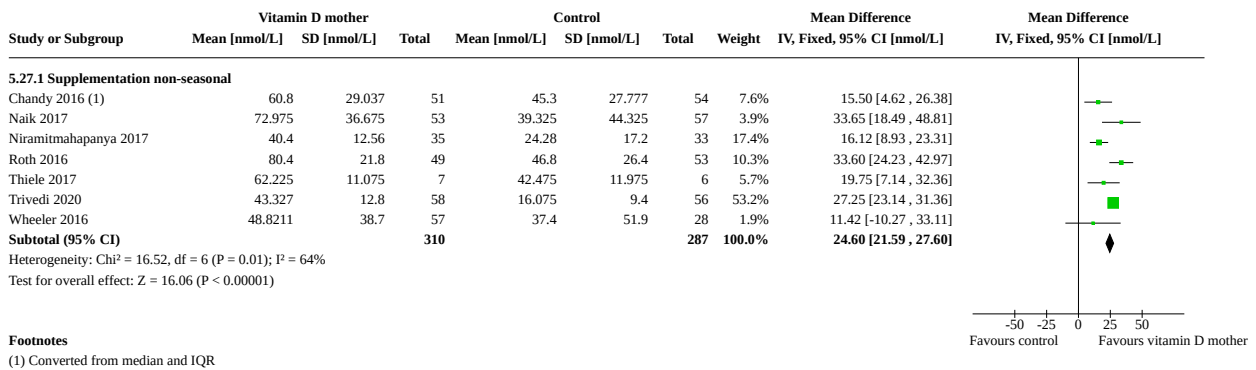 Vitamin D mother Control Mean Difference Mean Difference
Study or Subgroup Mean [nmol/L] SD [nmol/L] Total Mean [nmol/L] SD [nmol/L] Total Weight IV, Fixed, 95% CI [nmol/L] IV, Fixed, 95% CI [nmol/L]
5.27.1 Supplementation non-seasonal
Chandy 2016 (1) 60.8 29.037 51 45.3 27.777 54 7.6% 15.50 [4.62 , 26.38]
Naik 2017 72.975 36.675 53 39.325 44.325 57 3.9% 33.65 [18.49 , 48.81]
Niramitmahapanya 2017 40.4 12.56 35 24.28 17.2 33 17.4% 16.12 [8.93 , 23.31]
Roth 2016 80.4 21.8 49 46.8 26.4 53 10.3% 33.60 [24.23 , 42.97]
Thiele 2017 62.225 11.075 7 42.475 11.975 6 5.7% 19.75 [7.14 , 32.36]
Trivedi 2020 43.327 12.8 58 16.075 9.4 56 53.2% 27.25 [23.14 , 31.36]
Wheeler 2016 48.8211 38.7 57 37.4 51.9 28 1.9% 11.42 [-10.27 , 33.11]
Subtotal (95% CI) 310 287 100.0% 24.60 [21.59 , 27.60]
Heterogeneity: Chi² = 16.52, df = 6 (P = 0.01); I² = 64%
Test for overall effect: Z = 16.06 (P < 0.00001)
-50 -25 0 25 50
Favours control Favours vitamin D mother
Footnotes
(1) Converted from median and IQR